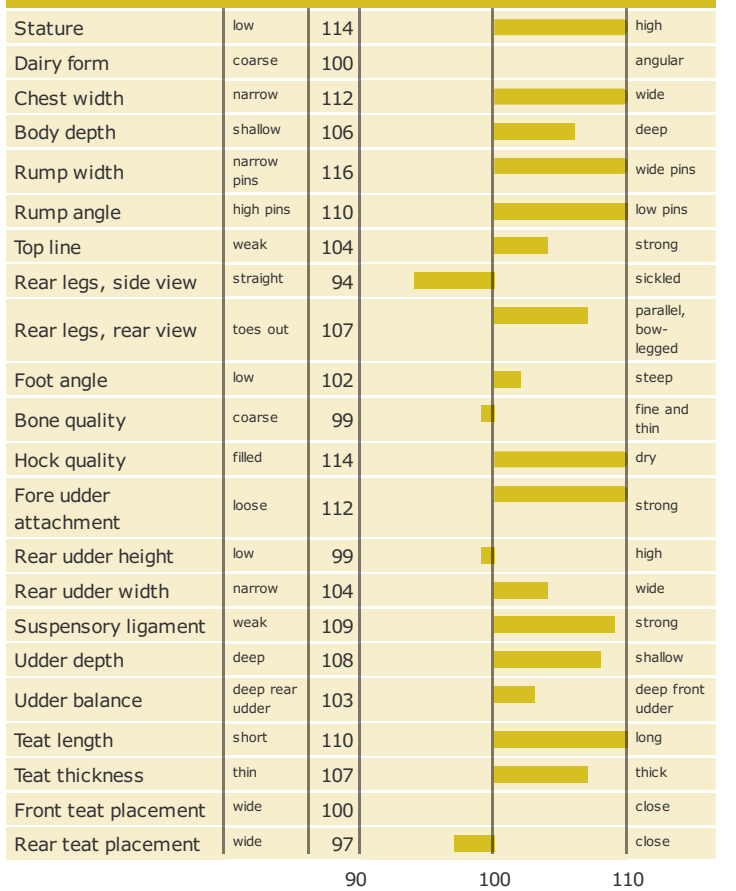 Stature low 114 high
Dairy form coarse 100 angular
Chest width narrow 112 wide
Body depth shallow 106 deep
Rump width narrow pins 116 wide pins
Rump angle high pins 110 low pins
Top line weak 104 strong
Rear legs, side view straight 94 sickled
Rear legs, rear view toes out 107 parallel, bow-legged
Foot angle low 102 steep
Bone quality coarse 99 fine and thin
Hock quality filled 114 dry
Fore udder attachment loose 112 strong
Rear udder height low 99 high
Rear udder width narrow 104 wide
Suspensory ligament weak 109 strong
Udder depth deep 108 shallow
Udder balance deep rear udder 103 deep front udder
Teat length short 110 long
Teat thickness thin 107 thick
Front teat placement wide 100 close
Rear teat placement wide 97 close
90 100 110